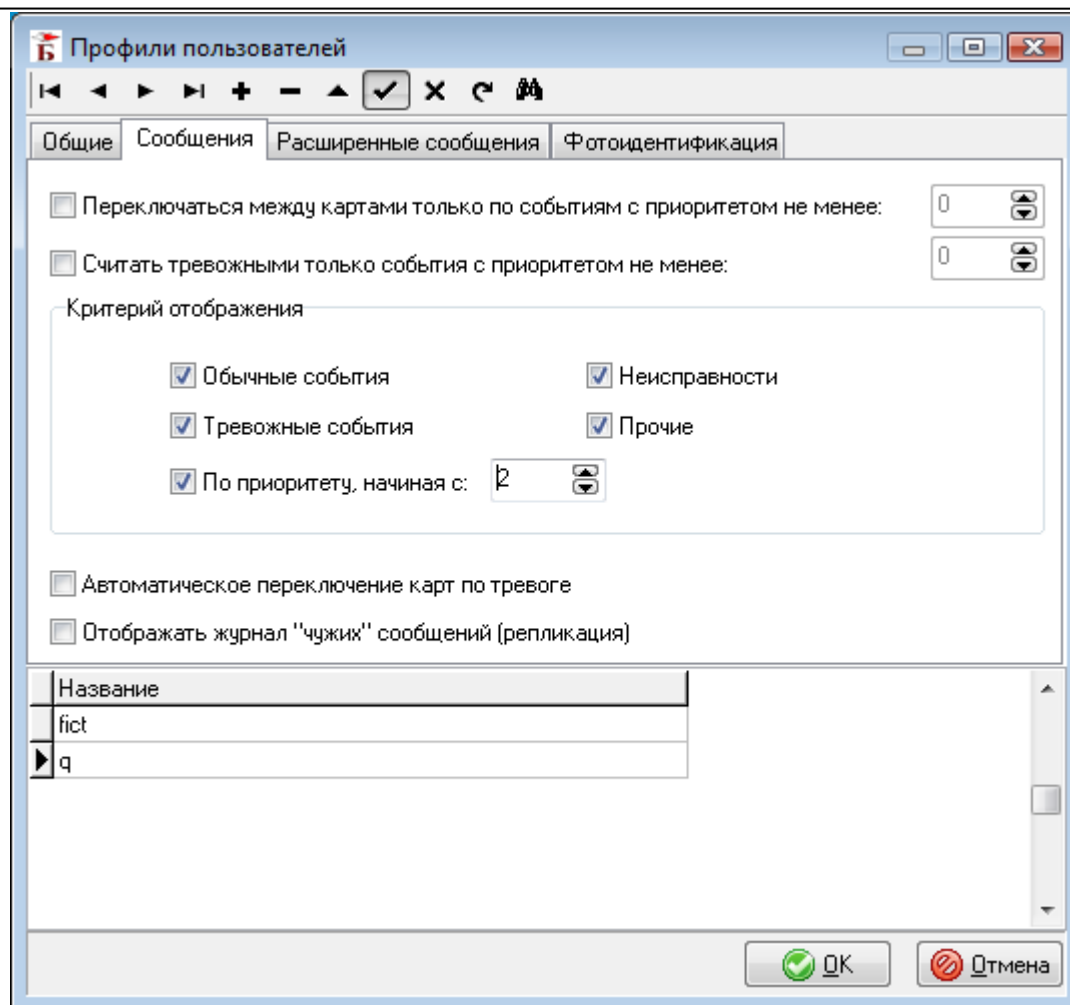 Профили пользователей
Общие Сообщения Расширенные сообщения Фотоидентификация
Переключаться между картами только по событиям с приоритетом не менее: 0
Считать тревожными только события с приоритетом не менее: 0
Критерий отображения
Обычные события Неисправности
Тревожные события Прочие
По приоритету, начиная с: 2
Автоматическое переключение карт по тревоге
Отображать журнал "чужих" сообщений (репликация)
Название
fict
q
OK Отмена